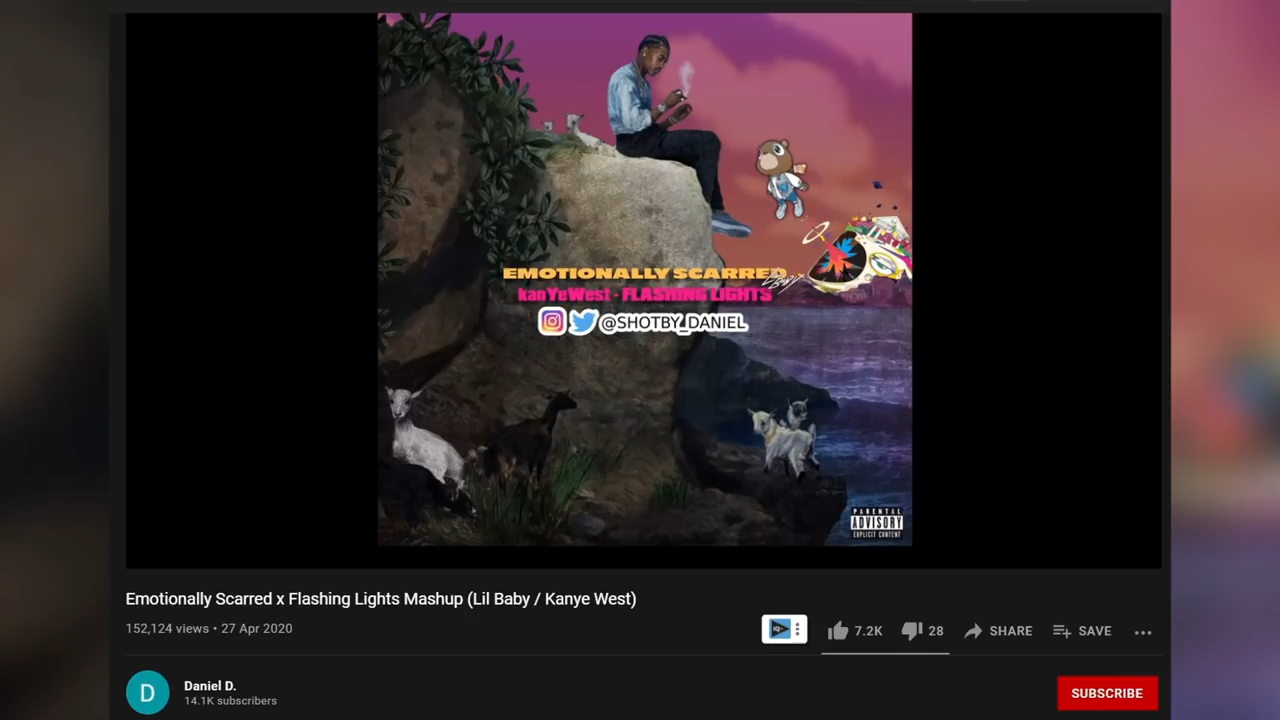 EMOTIONALLY SCARRED
kanYeWest - FLASHING LIGHTS
@SHOTBY_DANIEL
PARENTAL
ADVISORY
EXPLICIT CONTENT
Emotionally Scarred x Flashing Lights Mashup (Lil Baby / Kanye West)
152,124 views • 27 Apr 2020
IQ
7.2K
28
SHARE
SAVE
D
Daniel D.
14.1K subscribers
SUBSCRIBE